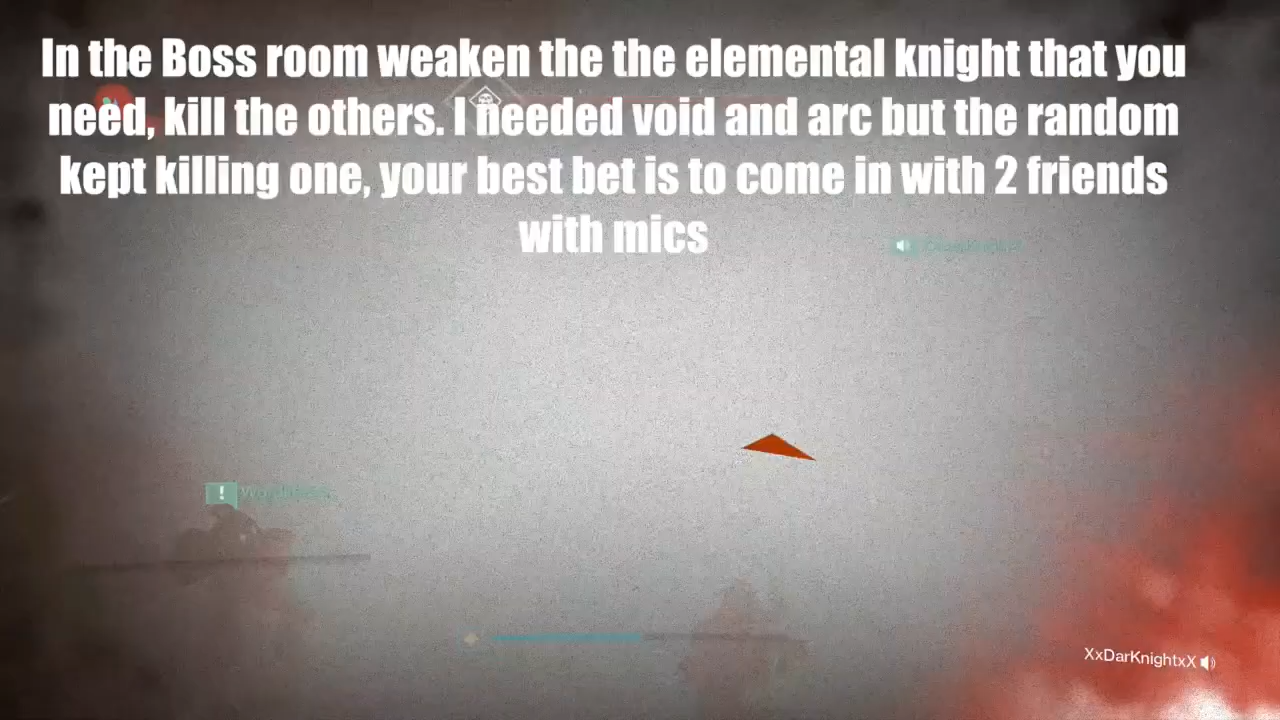 In the Boss room weaken the the elemental knight that you
need, kill the others. I needed void and arc but the random
kept killing one, your best bet is to come in with 2 friends
with mics
!
XxDarKnightxX